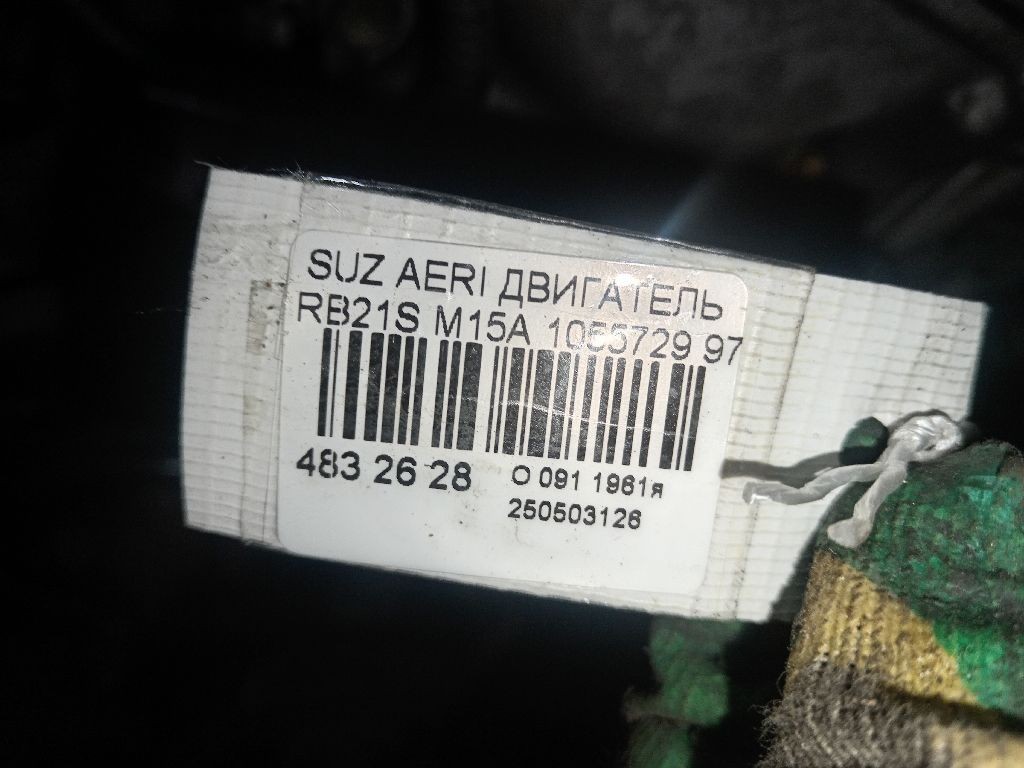 SUZ AERI ДВИГАТЕЛЬ
RB21S M15A 1055729 97
483 26 28
О 091 1961я
250503126